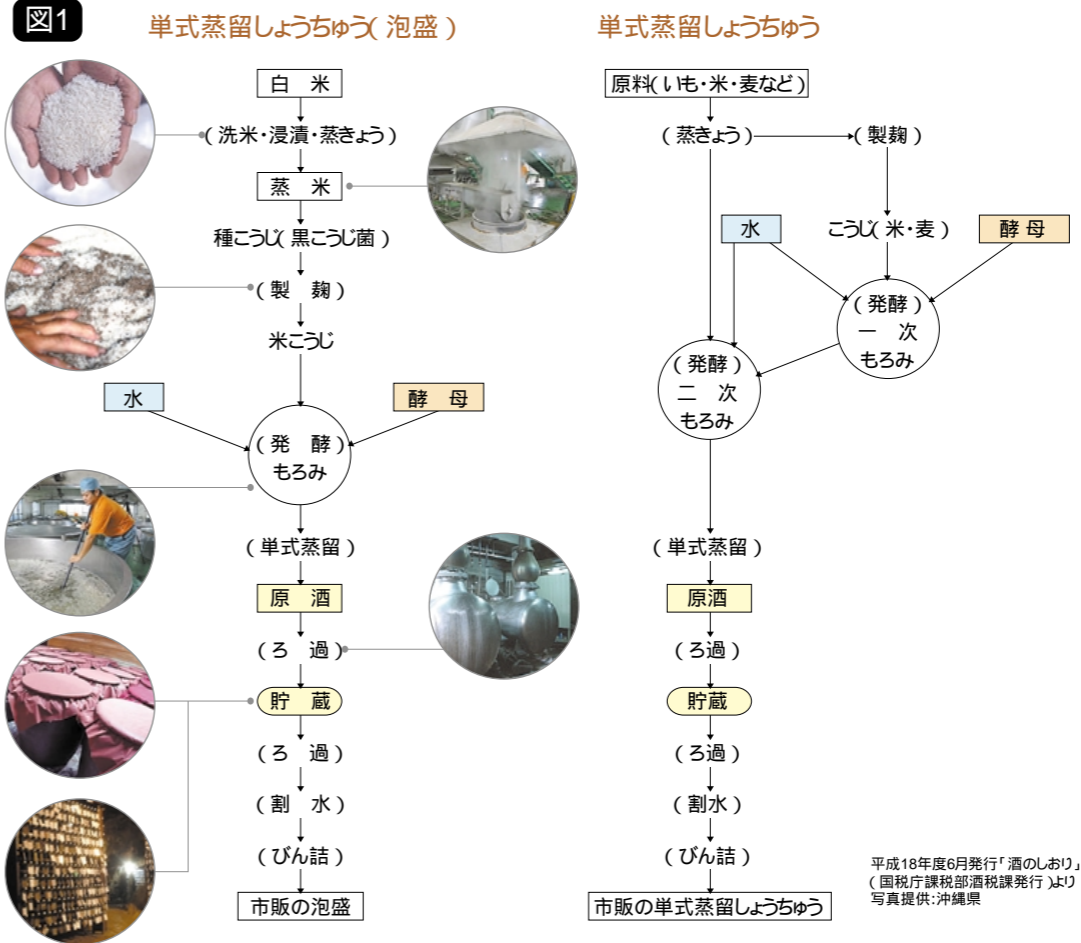 図1
単式蒸留しょうちゅう(泡盛)
白 米
(洗米・浸漬・蒸きょう)
蒸 米
種こうじ(黒こうじ菌)
(製 麹)
米こうじ
水
酵 母
(発 酵)
もろみ
(単式蒸留)
原 酒
(ろ 過)
貯 蔵
(ろ 過)
(割 水)
(びん詰)
市販の泡盛
単式蒸留しょうちゅう
原料(いも・米・麦など)
(蒸きょう)
(製麹)
水
こうじ(米・麦)
酵 母
(発酵)
一 次
もろみ
(発酵)
二 次
もろみ
(単式蒸留)
原酒
(ろ過)
貯蔵
(ろ過)
(割水)
(びん詰)
市販の単式蒸留しょうちゅう
平成18年度6月発行「酒のしおり」
(国税庁課税部酒税課発行)より
写真提供:沖縄県